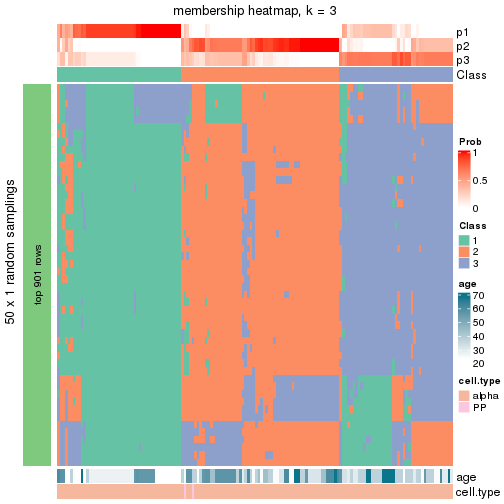 membership heatmap, k = 3
p1
p2
p3
Class
50 x 1 random samplings
top 901 rows
Prob
1
0.5
0
Class
1
2
3
age
70
60
50
40
30
20
cell.type
alpha
PP
age
cell.type